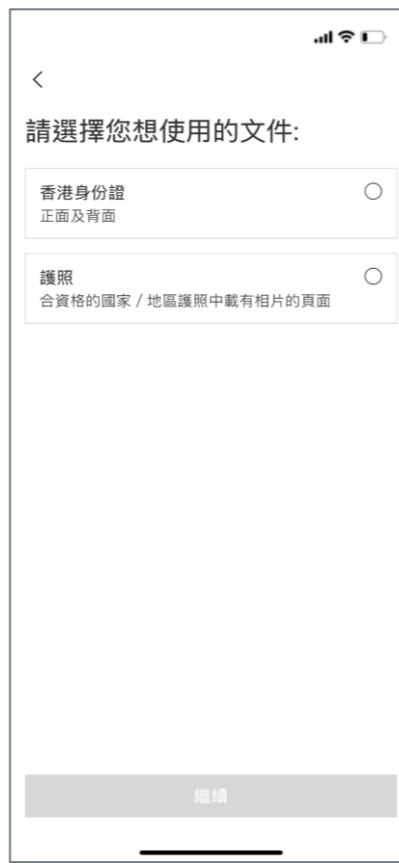 請選擇您想使用的文件:
香港身份證
正面及背面
護照
合資格的國家 / 地區護照中載有相片的頁面
繼續